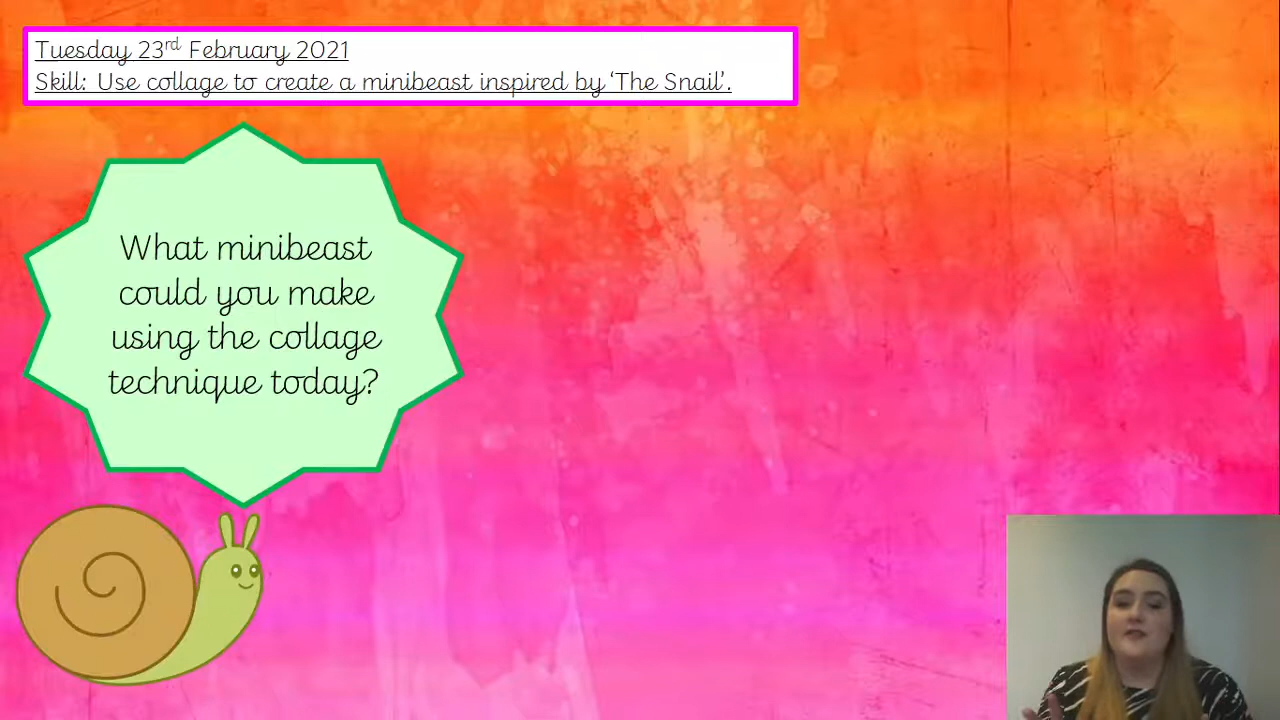 Tuesday 23rd February 2021
Skill: Use collage to create a minibeast inspired by ‘The Snail’.
What minibeast
could you make
using the collage
technique today?